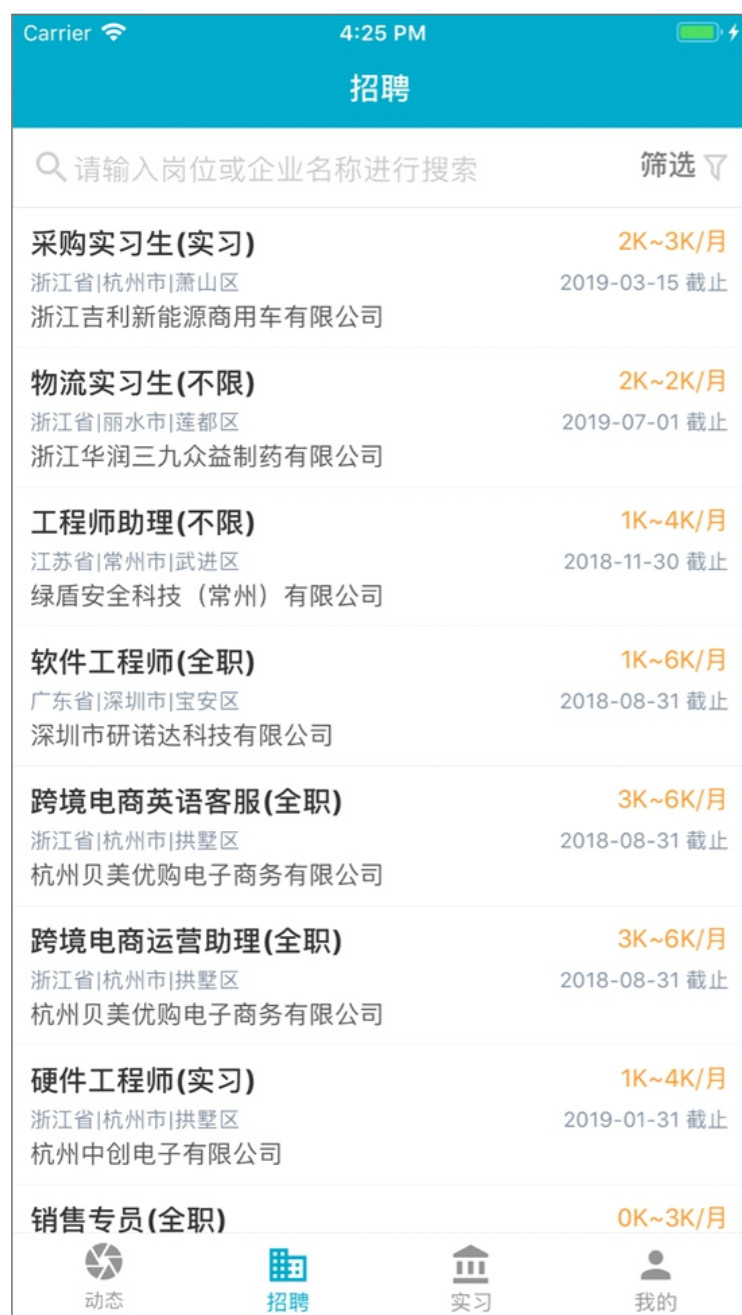 Carrier 4:25 PM
招聘
请输入岗位或企业名称进行搜索 筛选
采购实习生(实习) 2K~3K/月
浙江省|杭州市|萧山区 2019-03-15 截止
浙江吉利新能源商用车有限公司
物流实习生(不限) 2K~2K/月
浙江省|丽水市|莲都区 2019-07-01 截止
浙江华润三九众益制药有限公司
工程师助理(不限) 1K~4K/月
江苏省|常州市|武进区 2018-11-30 截止
绿盾安全科技（常州）有限公司
软件工程师(全职) 1K~6K/月
广东省|深圳市|宝安区 2018-08-31 截止
深圳市研诺达科技有限公司
跨境电商英语客服(全职) 3K~6K/月
浙江省|杭州市|拱墅区 2018-08-31 截止
杭州贝美优购电子商务有限公司
跨境电商运营助理(全职) 3K~6K/月
浙江省|杭州市|拱墅区 2018-08-31 截止
杭州贝美优购电子商务有限公司
硬件工程师(实习) 1K~4K/月
浙江省|杭州市|拱墅区 2019-01-31 截止
杭州中创电子有限公司
销售专员(全职) 0K~3K/月
动态 招聘 实习 我的